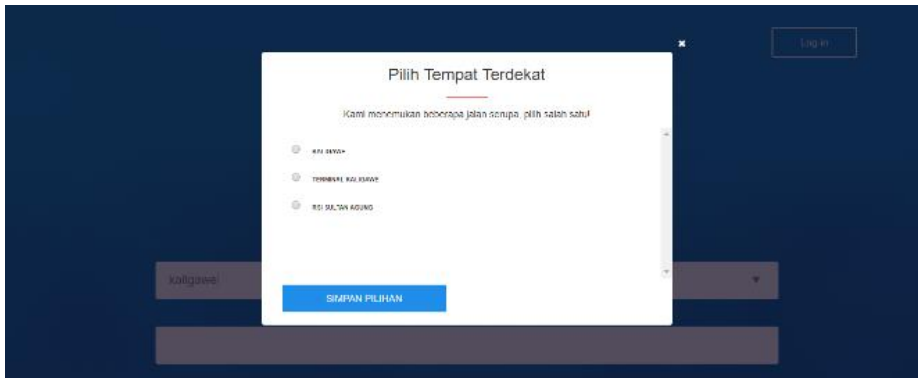 Log in
Pilih Tempat Terdekat
Kami menemukan beberapa jalan serupa, pilih salah satu!
KALIGAWE
TERMINAL KALIGAWE
RSI SULTAN AGUNG
kaligawe
SIMPAN PILIHAN